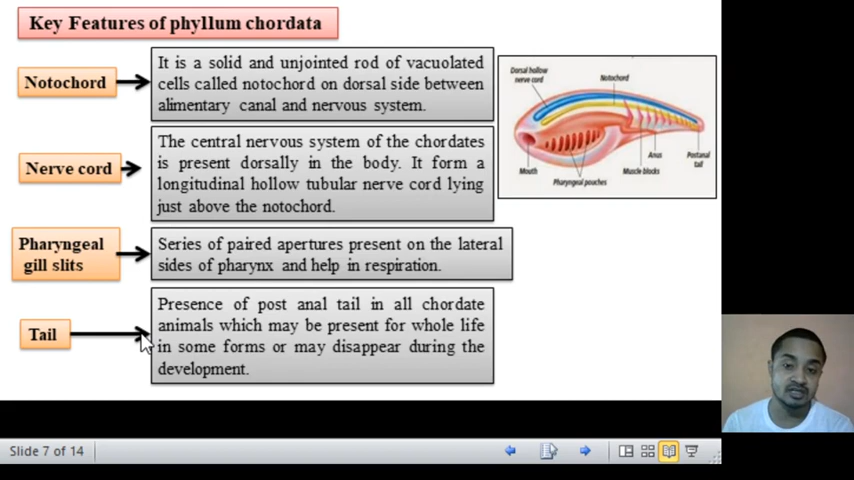 Key Features of phyllum chordata
Notochord
It is a solid and unjointed rod of vacuolated
cells called notochord on dorsal side between
alimentary canal and nervous system.
Nerve cord
The central nervous system of the chordates
is present dorsally in the body. It form a
longitudinal hollow tubular nerve cord lying
just above the notochord.
Pharyngeal
gill slits
Series of paired apertures present on the lateral
sides of pharynx and help in respiration.
Tail
Presence of post anal tail in all chordate
animals which may be present for whole life
in some forms or may disappear during the
development.
Dorsal hollow
nerve cord
Notochord
Mouth
Pharyngeal pouches
Muscle blocks
Anus
Postanal
tail
Slide 7 of 14